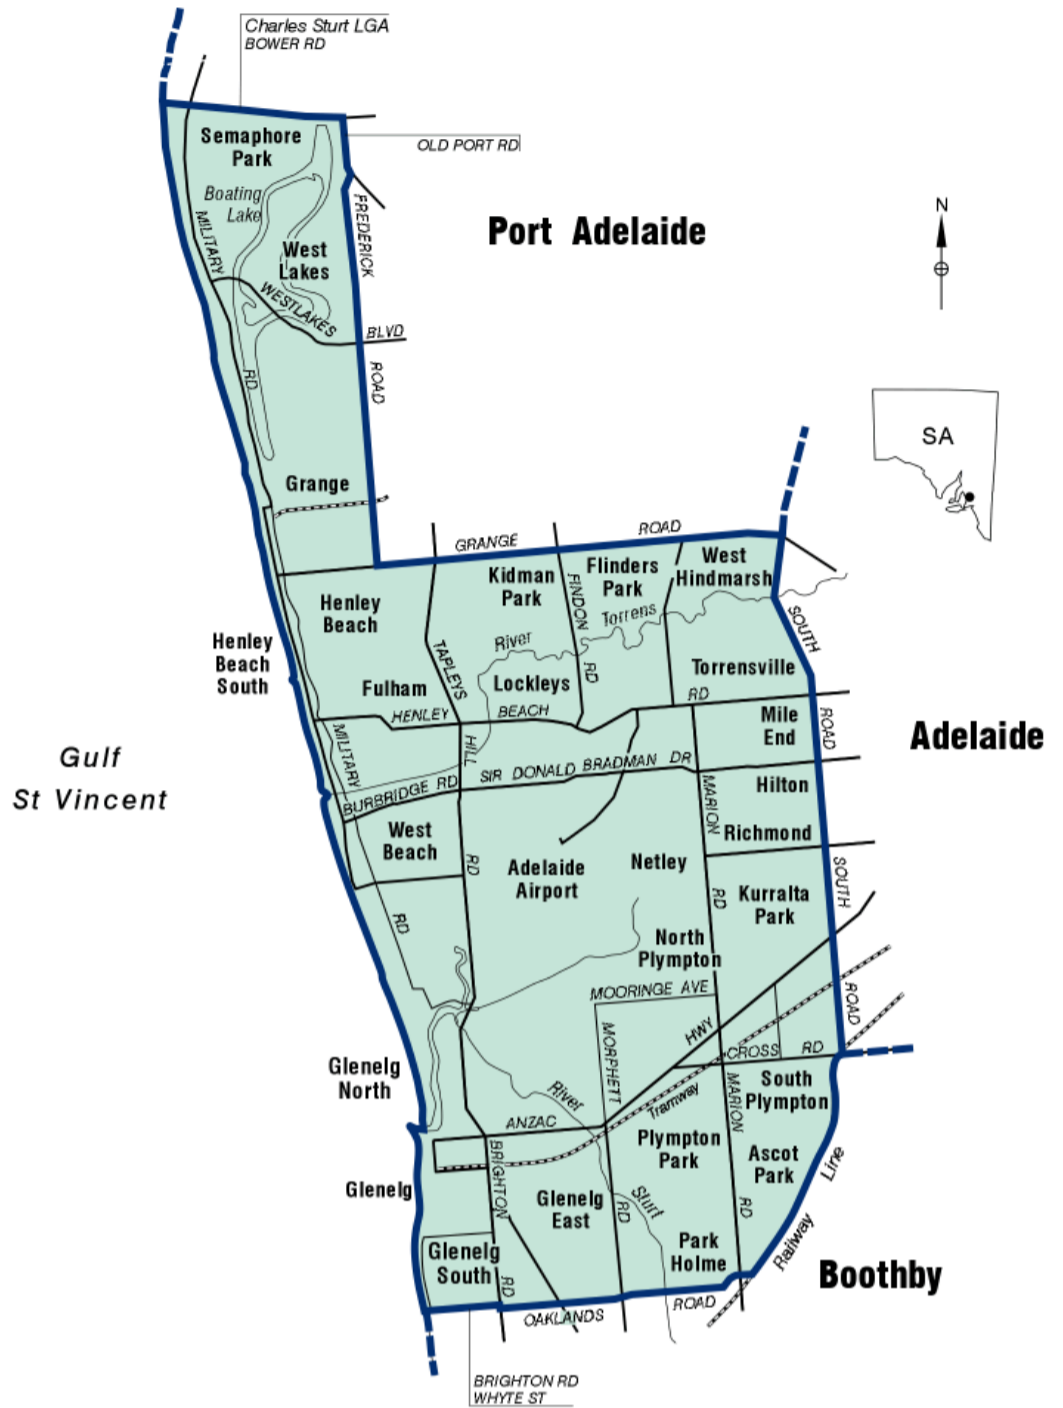 Charles Sturt LGA
BOWER RD
OLD PORT RD
Semaphore
Park
Boating
Lake
MILITARY
FREDERICK
West
Lakes
WESTLAKES
BLVD
RD
ROAD
Port Adelaide
N
SA
Grange
GRANGE
ROAD
Kidman
Park
Flinders
Park
West
Hindmarsh
FINDON
Torrens
River
SOUTH
Henley
Beach
Henley
Beach
South
TAPLEYS
Fulham
Lockleys
RD
Torrensville
RD
HENLEY
BEACH
Mile
End
ROAD
Adelaide
Gulf
St Vincent
MILITARY
HILL
BURBRIDGE RD
SIR DONALD BRADMAN DR
MARION
Hilton
Richmond
West
Beach
RD
Adelaide
Airport
Netley
SOUTH
RD
Kurralta
Park
RD
North
Plympton
MOORINGE AVE
ROAD
HWY
MORPHETT
CROSS
RD
Glenelg
North
River
Tramway
MARION
South
Plympton
ANZAC
Plympton
Park
Ascot
Park
BRIGHTON
Glenelg
Glenelg
East
RD
Sturt
RD
Line
Railway
Park
Holme
Glenelg
South
RD
Boothby
OAKLANDS
ROAD
BRIGHTON RD
WHYTE ST